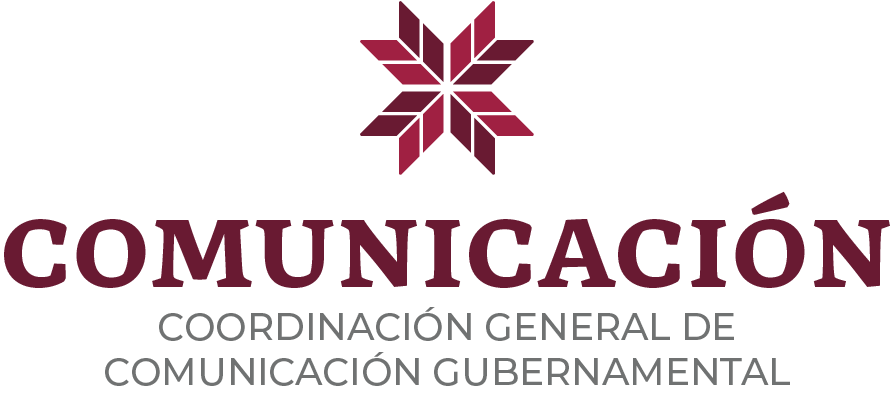 COMUNICACIÓN
COORDINACIÓN GENERAL DE
COMUNICACIÓN GUBERNAMENTAL